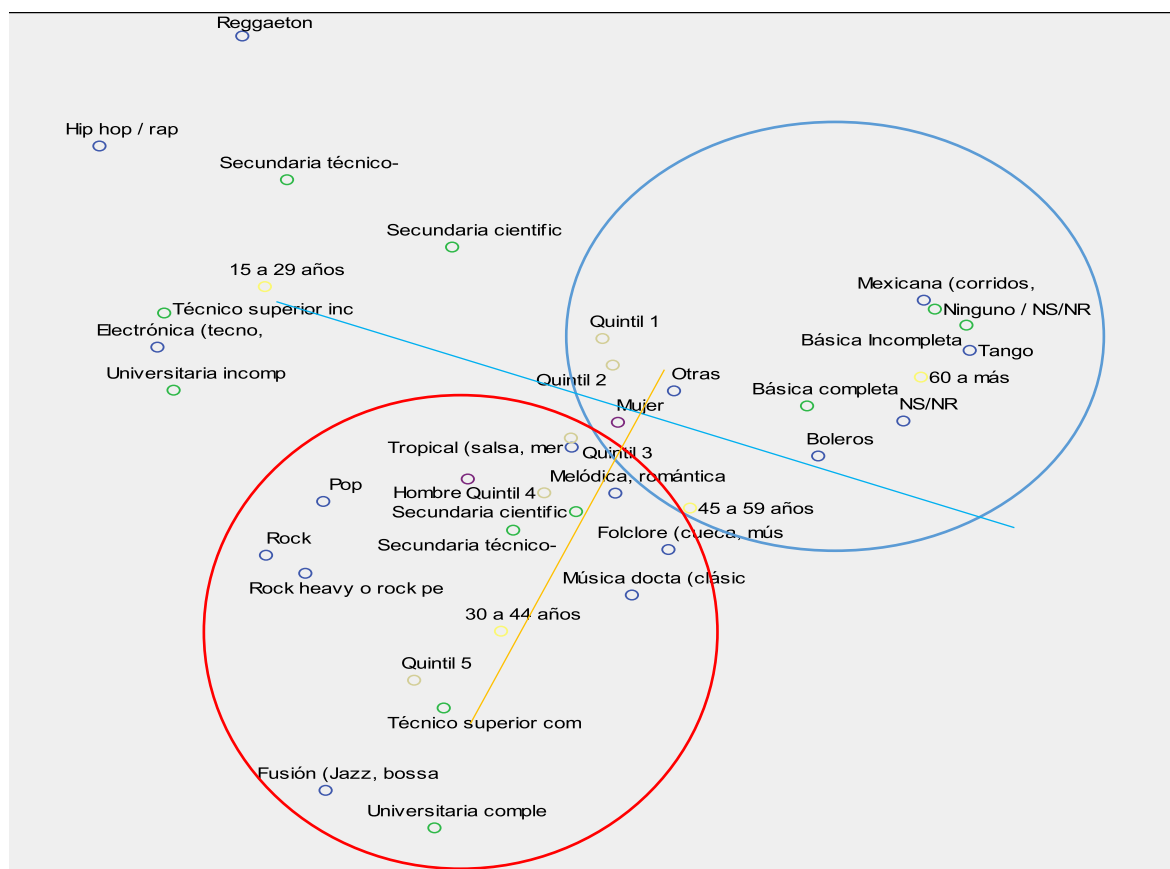 Reggaeton
Hip hop / rap
Secundaria técnico-
Secundaria cientific
15 a 29 años
Mexicana (corridos,
Técnico superior inc
Ninguno / NS/NR
Quintil 1
Electrónica (tecno,
Básica Incompleta
Tango
Universitaria incomp
Quintil 2
Otras
60 a más
Básica completa
Mujer
NS/NR
Boleros
Tropical (salsa, mer
Quintil 3
Melódica, romántica
Pop
Hombre
Quintil 4
Secundaria cientific
45 a 59 años
Folclore (cueca, mús
Rock
Secundaria técnico-
Rock heavy o rock pe
Música docta (clásic
30 a 44 años
Quintil 5
Técnico superior com
Fusión (Jazz, bossa
Universitaria comple